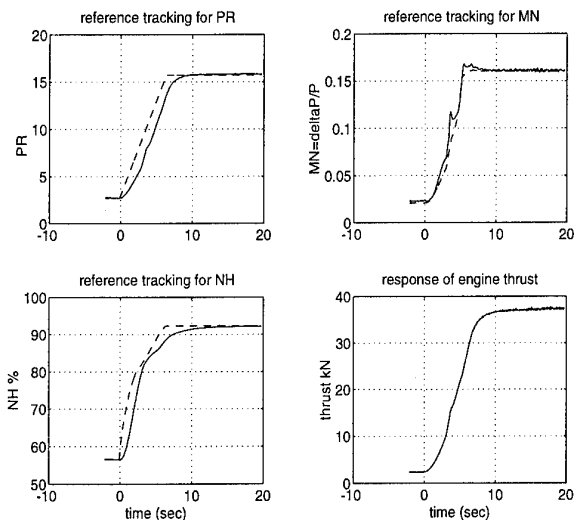 reference tracking for PR
20
15
10
5
0
PR
-10 0 10 20
reference tracking for MN
0.2
0.15
0.1
0.05
0
MN=deltaP/P
-10 0 10 20
reference tracking for NH
100
90
80
70
60
50
NH %
-10 0 10 20
time (sec)
response of engine thrust
40
30
20
10
0
thrust kN
-10 0 10 20
time (sec)